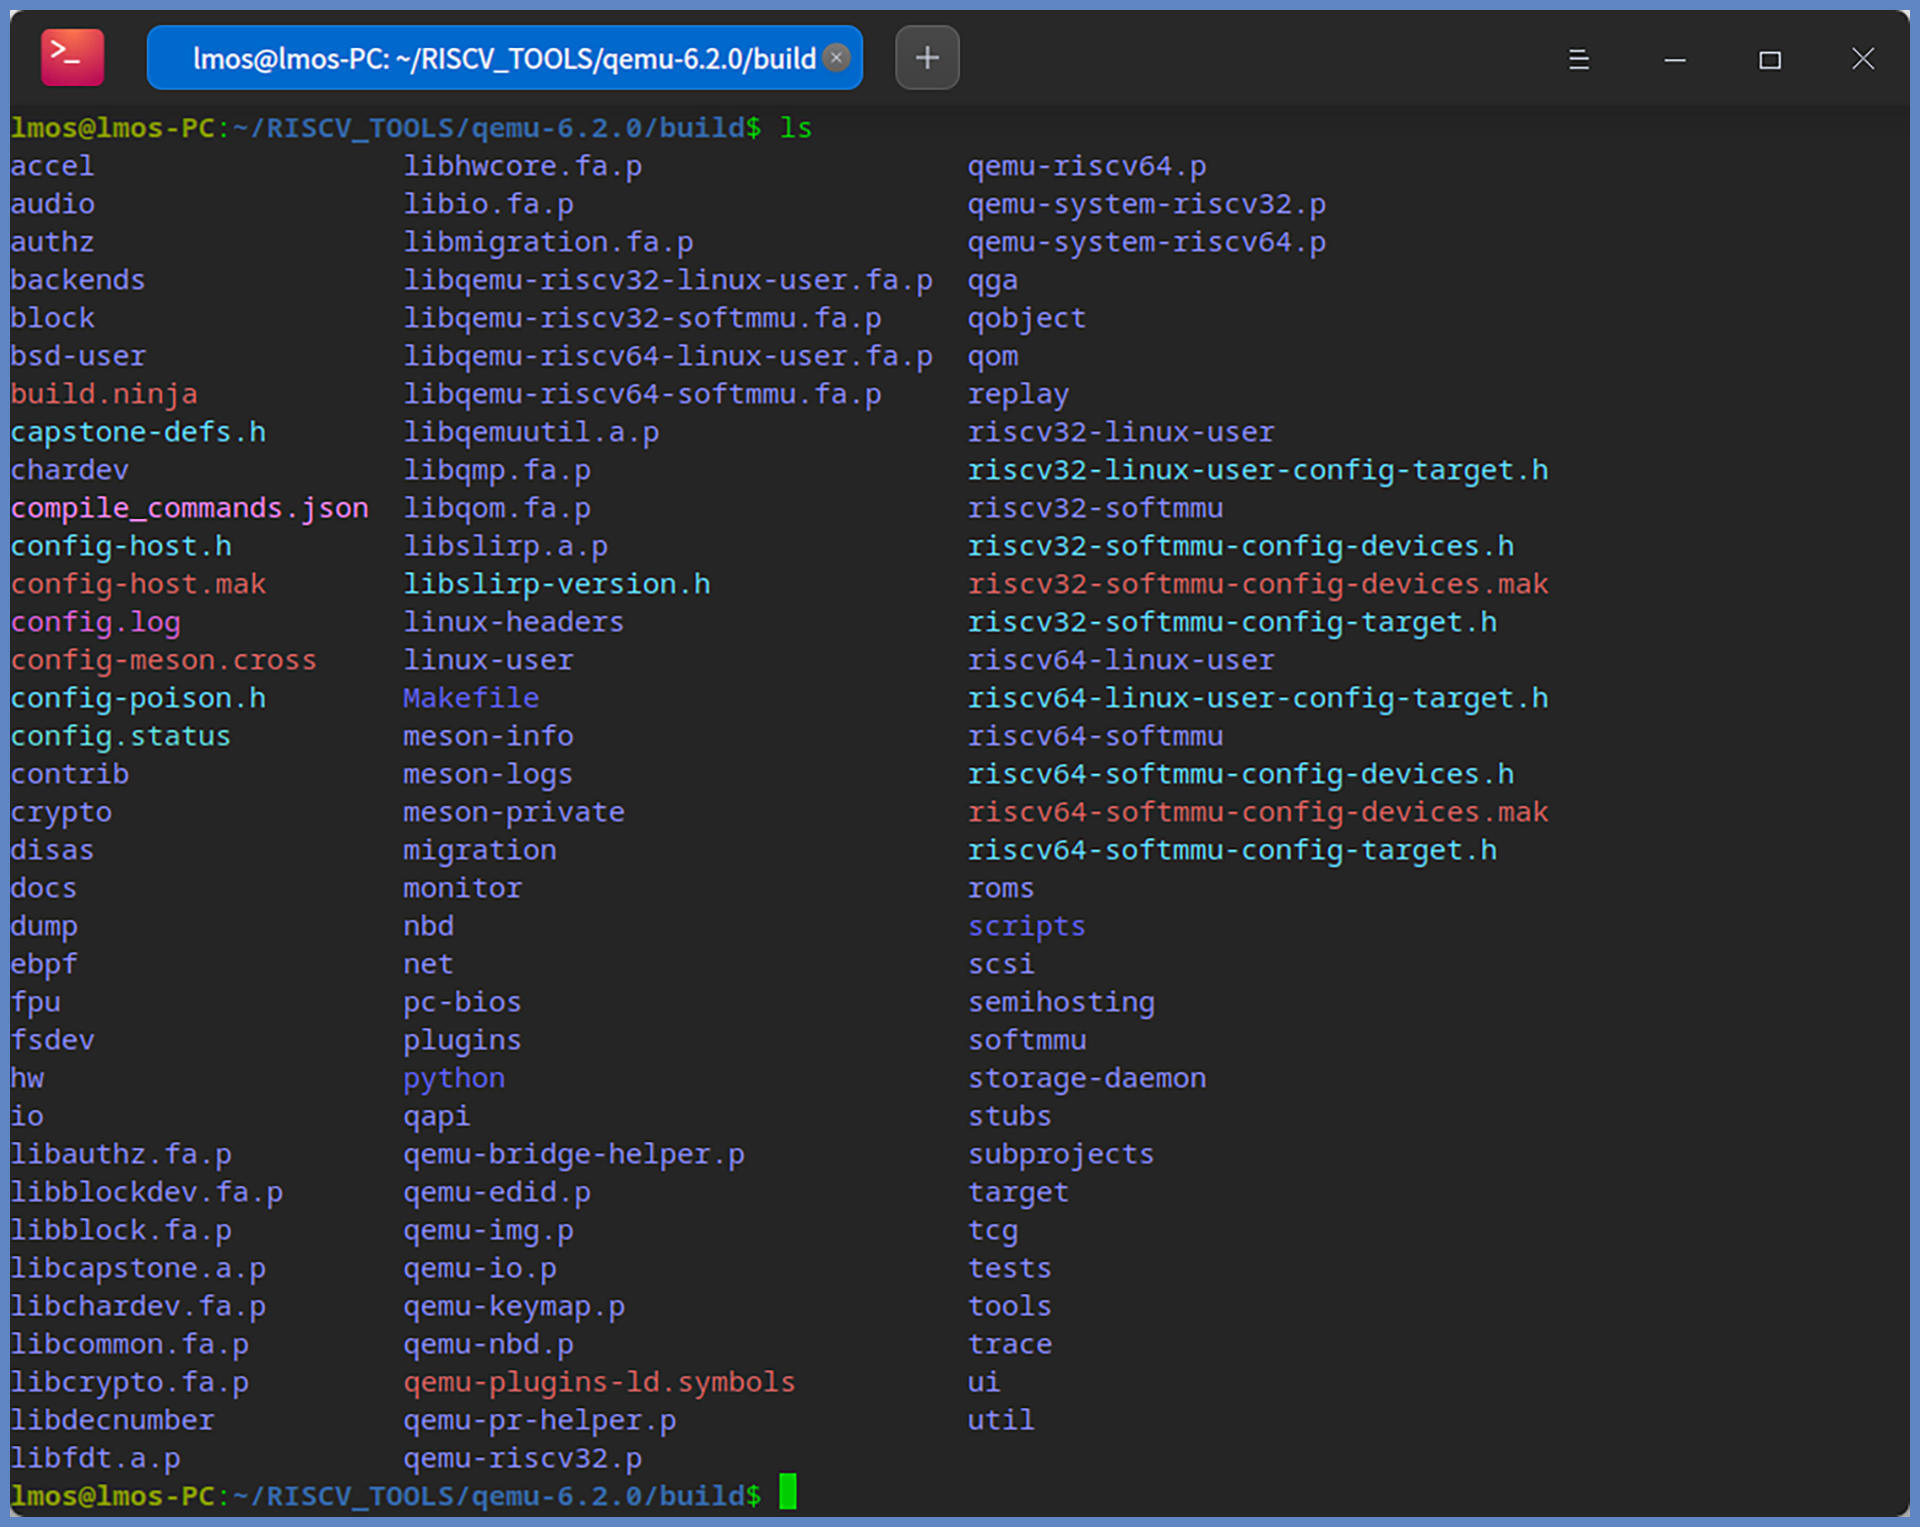 lmos@lmos-PC: ~/RISCV_TOOLS/qemu-6.2.0/build
lmos@lmos-PC:~/RISCV_TOOLS/qemu-6.2.0/build$ ls
accel libhwcore.fa.p qemu-riscv64.p
audio libio.fa.p qemu-system-riscv32.p
authz libmigration.fa.p qemu-system-riscv64.p
backends libqemu-riscv32-linux-user.fa.p qga
block libqemu-riscv32-softmmu.fa.p qobject
bsd-user libqemu-riscv64-linux-user.fa.p qom
build.ninja libqemu-riscv64-softmmu.fa.p replay
capstone-defs.h libqemuutil.a.p riscv32-linux-user
chardev libqmp.fa.p riscv32-linux-user-config-target.h
compile_commands.json libqom.fa.p riscv32-softmmu
config-host.h libslirp.a.p riscv32-softmmu-config-devices.h
config-host.mak libslirp-version.h riscv32-softmmu-config-devices.mak
config.log linux-headers riscv32-softmmu-config-target.h
config-meson.cross linux-user riscv64-linux-user
config-poison.h Makefile riscv64-linux-user-config-target.h
config.status meson-info riscv64-softmmu
contrib meson-logs riscv64-softmmu-config-devices.h
crypto meson-private riscv64-softmmu-config-devices.mak
disas migration riscv64-softmmu-config-target.h
docs monitor roms
dump nbd scripts
ebpf net scsi
fpu pc-bios semihosting
fsdev plugins softmmu
hw python storage-daemon
io qapi stubs
libauthz.fa.p qemu-bridge-helper.p subprojects
libblockdev.fa.p qemu-edid.p target
libblock.fa.p qemu-img.p tcg
libcapstone.a.p qemu-io.p tests
libchardev.fa.p qemu-keymap.p tools
libcommon.fa.p qemu-nbd.p trace
libcrypto.fa.p qemu-plugins-ld.symbols ui
libdecnumber qemu-pr-helper.p util
libfdt.a.p qemu-riscv32.p
lmos@lmos-PC:~/RISCV_TOOLS/qemu-6.2.0/build$